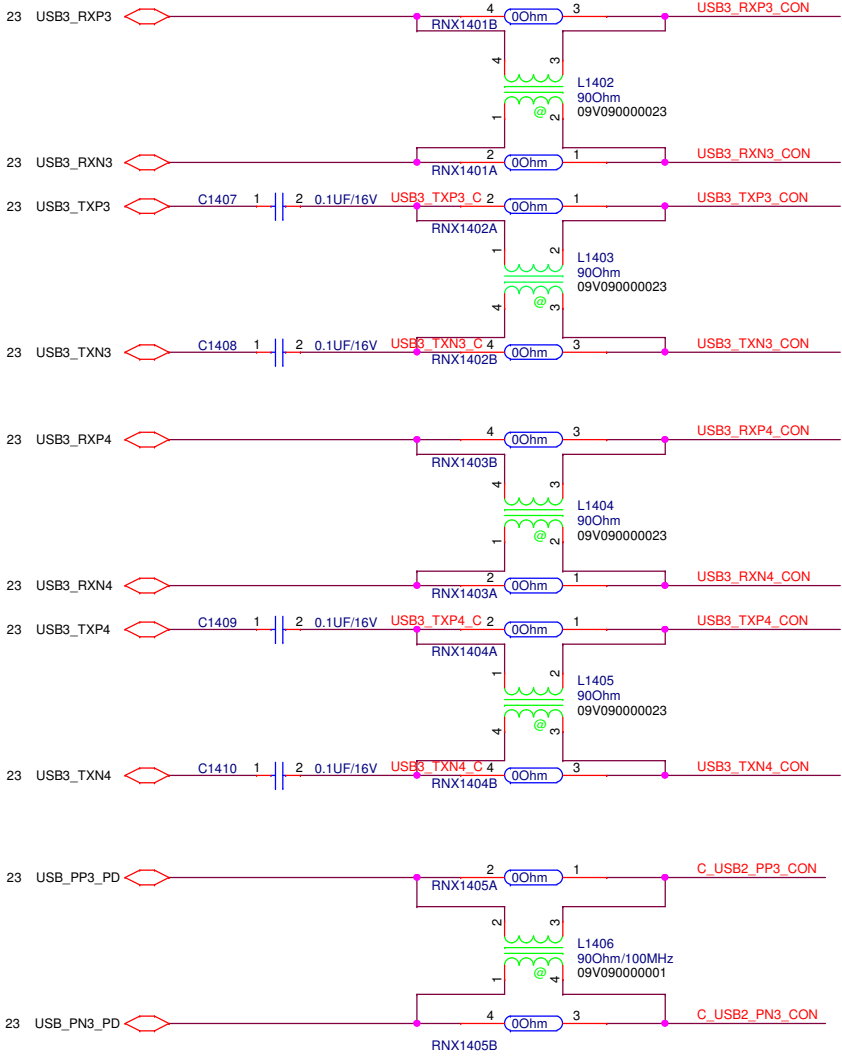 4 3 USB3_RXP3_CON
23 USB3_RXP3 0Ohm
RNX1401B
4 3
L1402
90Ohm
09V090000023
@
1 2
2 1 USB3_RXN3_CON
23 USB3_RXN3 0Ohm
RNX1401A
C1407 1 2 0.1UF/16V USB3_TXP3_C 2 1 USB3_TXP3_CON
23 USB3_TXP3 0Ohm
RNX1402A
1 2
L1403
90Ohm
09V090000023
@
4 3
C1408 1 2 0.1UF/16V USB3_TXN3_C 4 3 USB3_TXN3_CON
23 USB3_TXN3 0Ohm
RNX1402B
4 3 USB3_RXP4_CON
23 USB3_RXP4 0Ohm
RNX1403B
4 3
L1404
90Ohm
09V090000023
@
1 2
2 1 USB3_RXN4_CON
23 USB3_RXN4 0Ohm
RNX1403A
C1409 1 2 0.1UF/16V USB3_TXP4_C 2 1 USB3_TXP4_CON
23 USB3_TXP4 0Ohm
RNX1404A
1 2
L1405
90Ohm
09V090000023
@
4 3
C1410 1 2 0.1UF/16V USB3_TXN4_C 4 3 USB3_TXN4_CON
23 USB3_TXN4 0Ohm
RNX1404B
2 1 C_USB2_PP3_CON
23 USB_PP3_PD 0Ohm
RNX1405A
2 3
L1406
90Ohm/100MHz
09V090000001
@
1 4
4 3 C_USB2_PN3_CON
23 USB_PN3_PD 0Ohm
RNX1405B